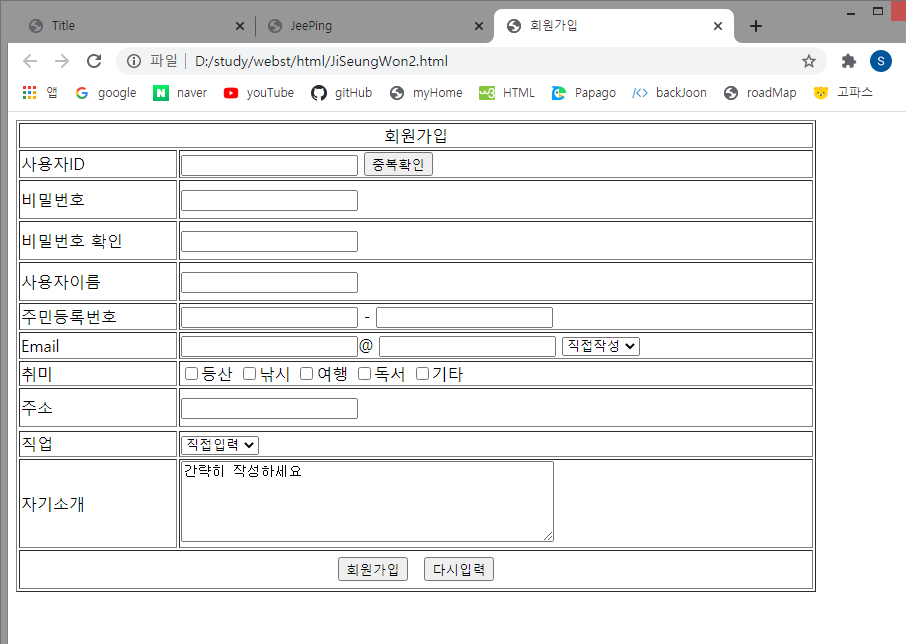 Title JeePing 회원가입
파일 D:/study/webst/html/JiSeungWon2.html S
앱 google naver youTube gitHub myHome HTML Papago backJoon roadMap 고파스
회원가입
사용자ID 중복확인
비밀번호
비밀번호 확인
사용자이름
주민등록번호 -
Email @ 직접작성
취미 등산 낚시 여행 독서 기타
주소
직업 직접입력
자기소개 간략히 작성하세요
회원가입 다시입력